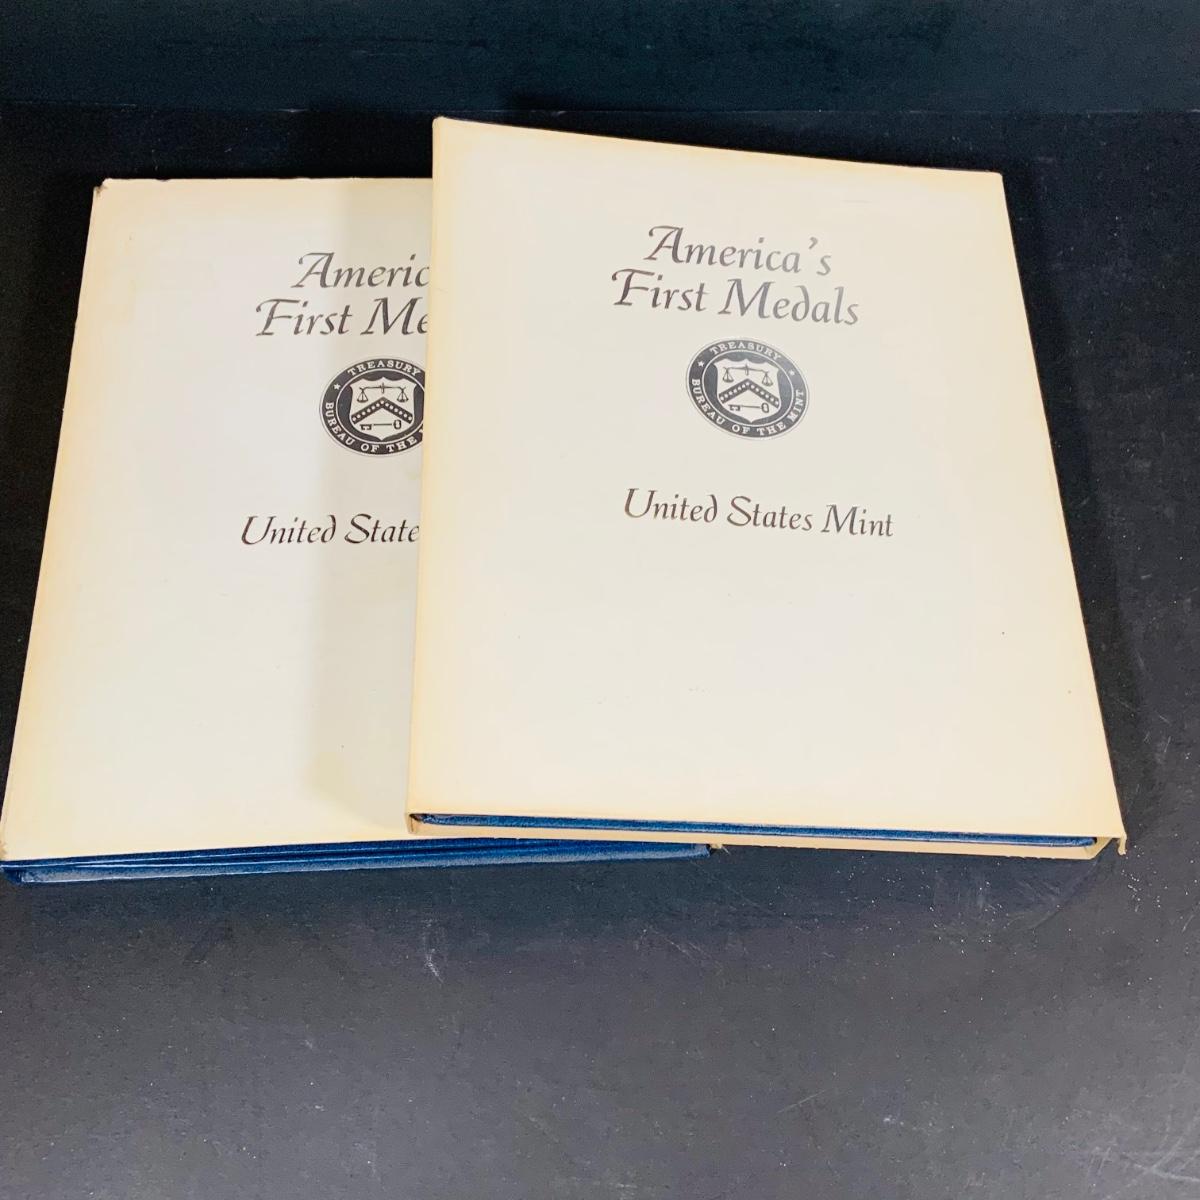 Americ
First Me
TREASURY
BUREAU OF THE
United State
America's
First Medals
TREASURY
BUREAU OF THE MINT
United States Mint